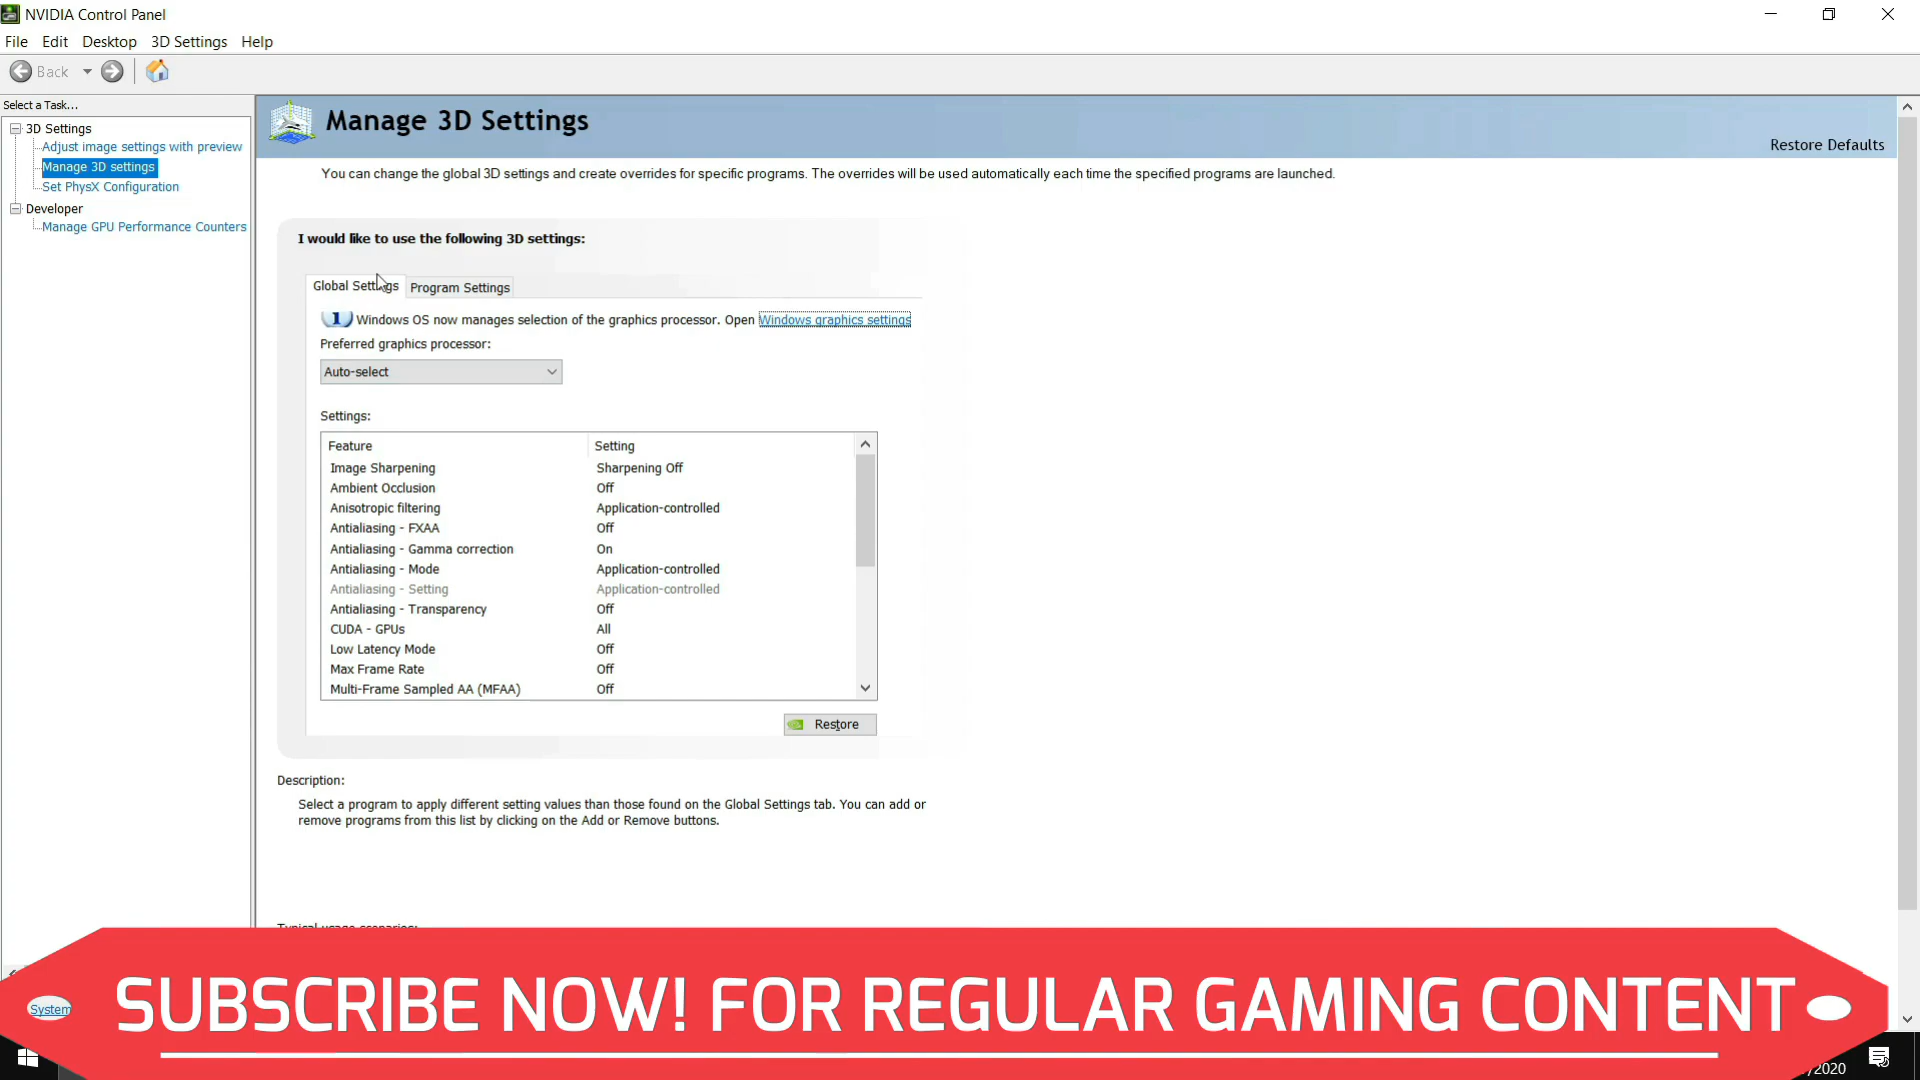 NVIDIA Control Panel
File Edit Desktop 3D Settings Help
Back
Select a Task...
3D Settings
Adjust image settings with preview
Manage 3D settings
Set PhysX Configuration
Developer
Manage GPU Performance Counters
Manage 3D Settings
Restore Defaults
You can change the global 3D settings and create overrides for specific programs. The overrides will be used automatically each time the specified programs are launched.
I would like to use the following 3D settings:
Global Settings Program Settings
Windows OS now manages selection of the graphics processor. Open Windows graphics settings
Preferred graphics processor:
Auto-select
Settings:
Feature Setting
Image Sharpening Sharpening Off
Ambient Occlusion Off
Anisotropic filtering Application-controlled
Antialiasing - FXAA Off
Antialiasing - Gamma correction On
Antialiasing - Mode Application-controlled
Antialiasing - Setting Application-controlled
Antialiasing - Transparency Off
CUDA - GPUs All
Low Latency Mode Off
Max Frame Rate Off
Multi-Frame Sampled AA (MFAA) Off
Restore
Description:
Select a program to apply different setting values than those found on the Global Settings tab. You can add or
remove programs from this list by clicking on the Add or Remove buttons.
Typical usage scenarios:
System
SUBSCRIBE NOW! FOR REGULAR GAMING CONTENT
/2020